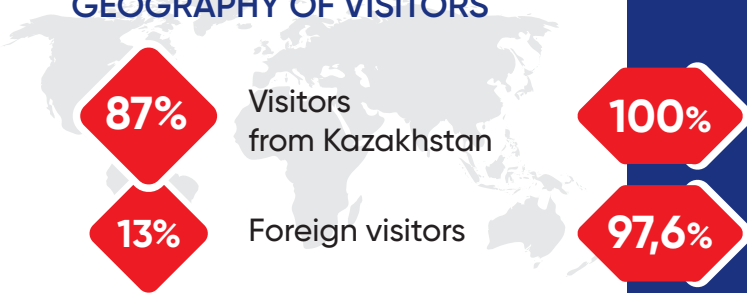 GEOGRAPHY OF VISITORS
87%
Visitors
from Kazakhstan
100%
13%
Foreign visitors
97,6%